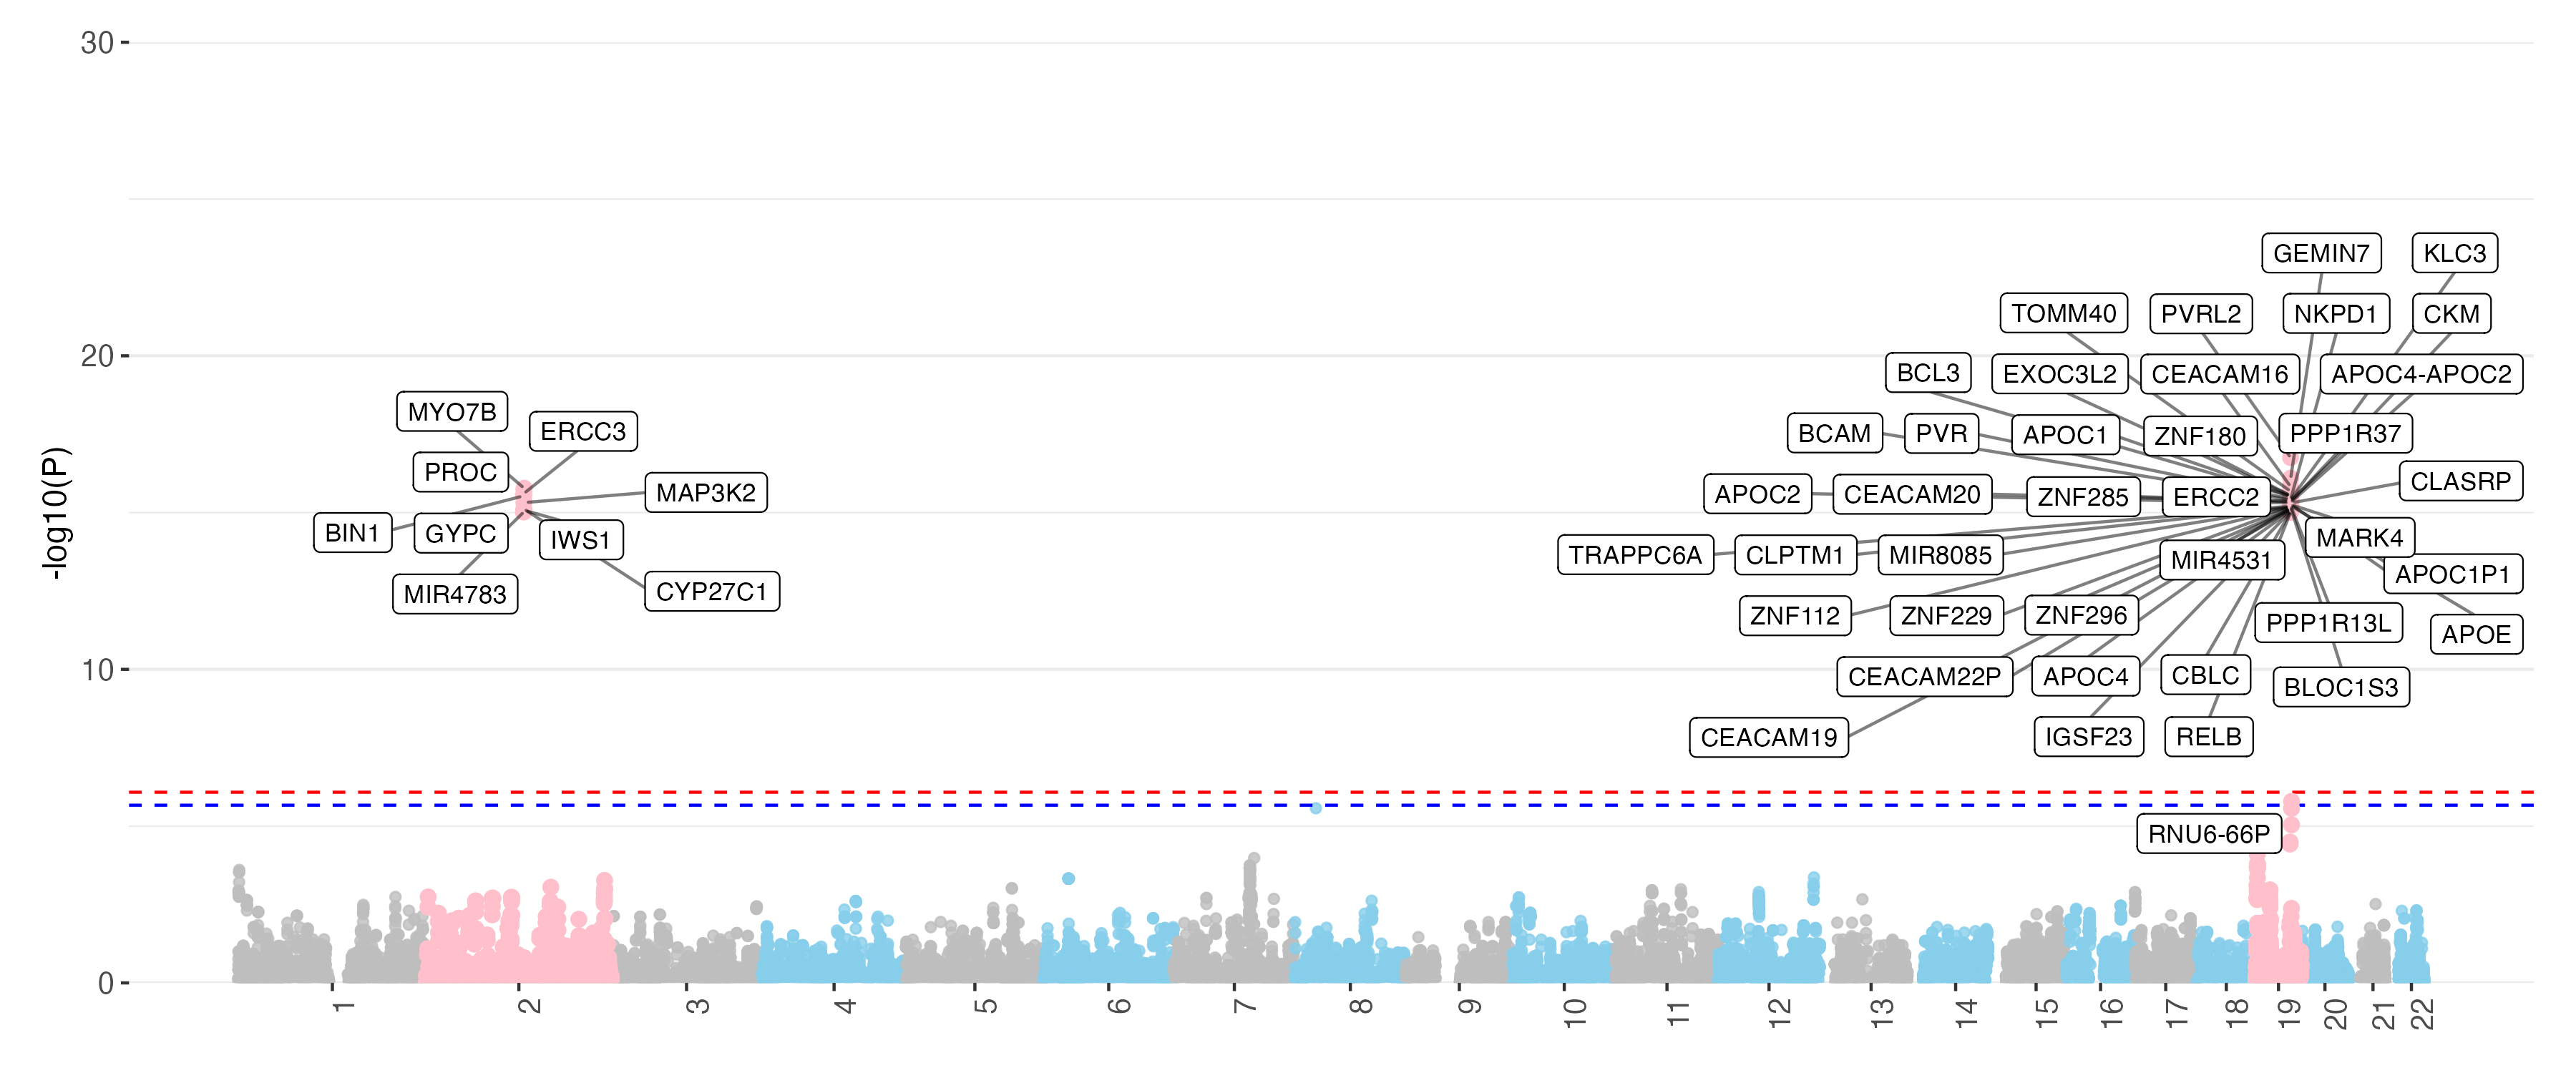 30
GEMIN7 KLC3
TOMM40 PVRL2 NKPD1 CKM
20
BCL3 EXOC3L2 CEACAM16 APOC4-APOC2
MYO7B ERCC3
BCAM PVR APOC1 ZNF180 PPP1R37
PROC MAP3K2
CLASRP
APOC2 CEACAM20 ZNF285 ERCC2
BIN1 GYPC IWS1
MARK4
TRAPPC6A CLPTM1 MIR8085 MIR4531
APOC1P1
MIR4783 CYP27C1
ZNF112 ZNF229 ZNF296 PPP1R13L
APOE
10
CEACAM22P APOC4 CBLC BLOC1S3
CEACAM19 IGSF23 RELB
RNU6-66P
0
-log10(P)
1 2 3 4 5 6 7 8 9 10 11 12 13 14 15 16 17 18 19 20 21 22